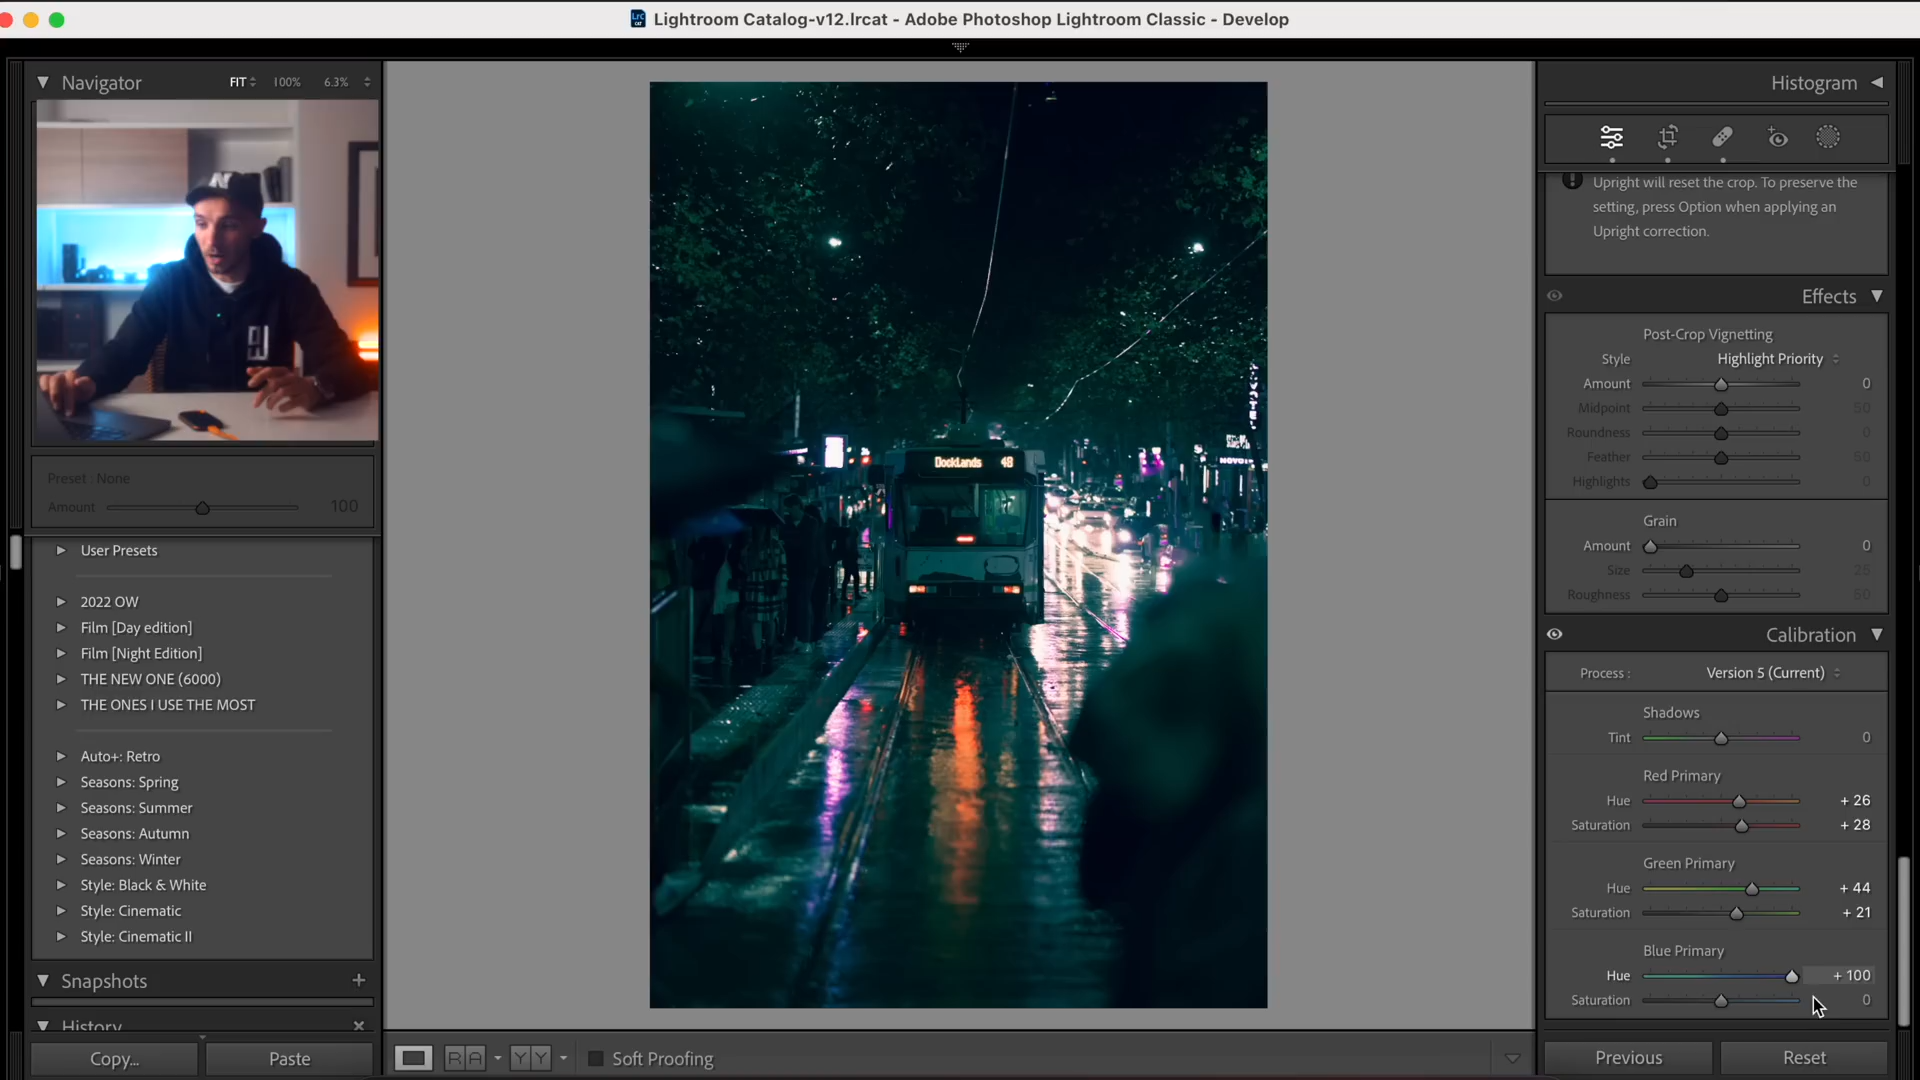 Lightroom Catalog-v12.lrcat - Adobe Photoshop Lightroom Classic - Develop
Navigator
FIT
100%
6.3%
Preset : None
Amount
100
User Presets
2022 OW
Film [Day edition]
Film [Night Edition]
THE NEW ONE (6000)
THE ONES I USE THE MOST
Auto+: Retro
Seasons: Spring
Seasons: Summer
Seasons: Autumn
Seasons: Winter
Style: Black & White
Style: Cinematic
Style: Cinematic II
Snapshots
+
History
Copy...
Paste
DockLands 48
NOVO
RA
YY
Soft Proofing
Histogram
Upright will reset the crop. To preserve the
setting, press Option when applying an
Upright correction.
Effects
Post-Crop Vignetting
Style Highlight Priority
Amount 0
Midpoint 50
Roundness 0
Feather 50
Highlights 0
Grain
Amount 0
Size 25
Roughness 50
Calibration
Process : Version 5 (Current)
Shadows
Tint 0
Red Primary
Hue + 26
Saturation + 28
Green Primary
Hue + 44
Saturation + 21
Blue Primary
Hue + 100
Saturation 0
Previous
Reset